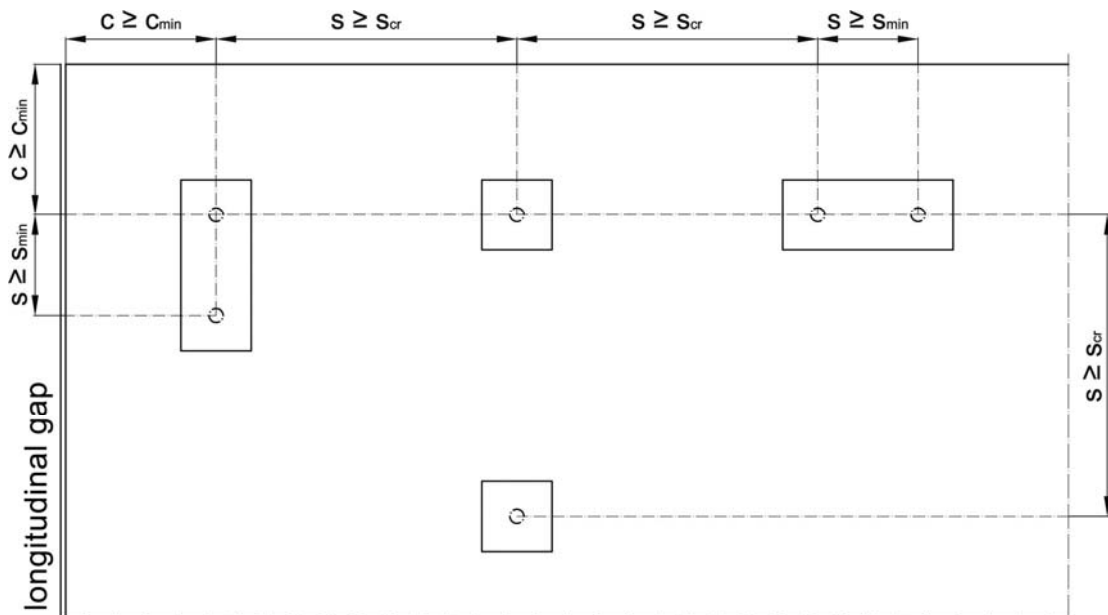 c ≥ cmin
s ≥ scr
s ≥ scr
s ≥ smin
c ≥ cmin
s ≥ smin
s ≥ scr
longitudinal gap